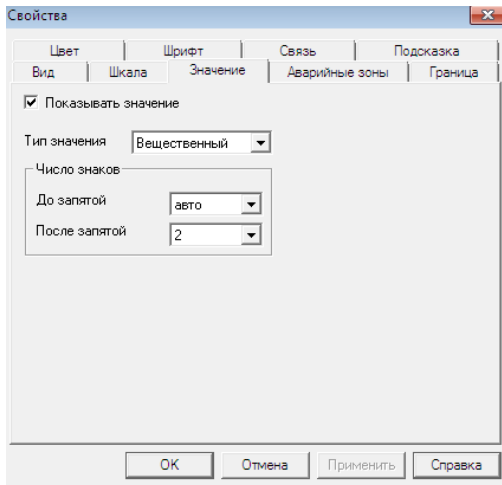 Свойства
Цвет Шрифт Связь Подсказка
Вид Шкала Значение Аварийные зоны Граница
Показывать значение
Тип значения Вещественный
Число знаков
До запятой авто
После запятой 2
OK Отмена Применить Справка